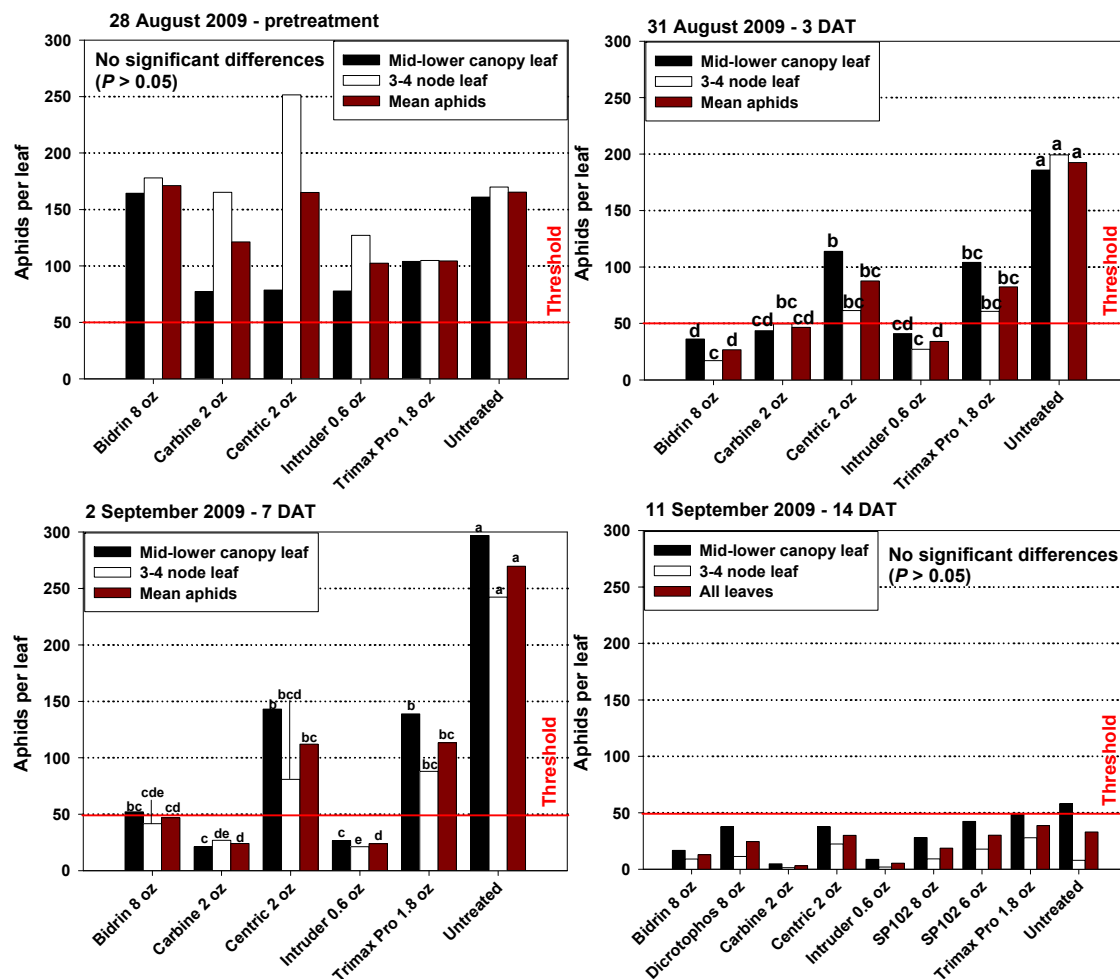 28 August 2009 - pretreatment
No significant differences
(P > 0.05)
Mid-lower canopy leaf
3-4 node leaf
Mean aphids
Aphids per leaf
300
250
200
150
100
50
0
Threshold
Bidrin 8 oz
Carbine 2 oz
Centric 2 oz
Intruder 0.6 oz
Trimax Pro 1.8 oz
Untreated
31 August 2009 - 3 DAT
Mid-lower canopy leaf
3-4 node leaf
Mean aphids
Aphids per leaf
300
250
200
150
100
50
0
d
c
d
cd
bc
cd
b
bc
bc
cd
c
d
bc
bc
bc
a
a
a
Threshold
Bidrin 8 oz
Carbine 2 oz
Centric 2 oz
Intruder 0.6 oz
Trimax Pro 1.8 oz
Untreated
2 September 2009 - 7 DAT
Mid-lower canopy leaf
3-4 node leaf
Mean aphids
Aphids per leaf
300
250
200
150
100
50
0
bc
cde
cd
c
de
d
b
bcd
bc
c
e
d
b
bc
bc
a
a
a
Threshold
Bidrin 8 oz
Carbine 2 oz
Centric 2 oz
Intruder 0.6 oz
Trimax Pro 1.8 oz
Untreated
11 September 2009 - 14 DAT
Mid-lower canopy leaf
3-4 node leaf
All leaves
No significant differences
(P > 0.05)
Aphids per leaf
300
250
200
150
100
50
0
Threshold
Bidrin 8 oz
Dicrotophos 8 oz
Carbine 2 oz
Centric 2 oz
Intruder 0.6 oz
SP102 8 oz
SP102 6 oz
Trimax Pro 1.8 oz
Untreated